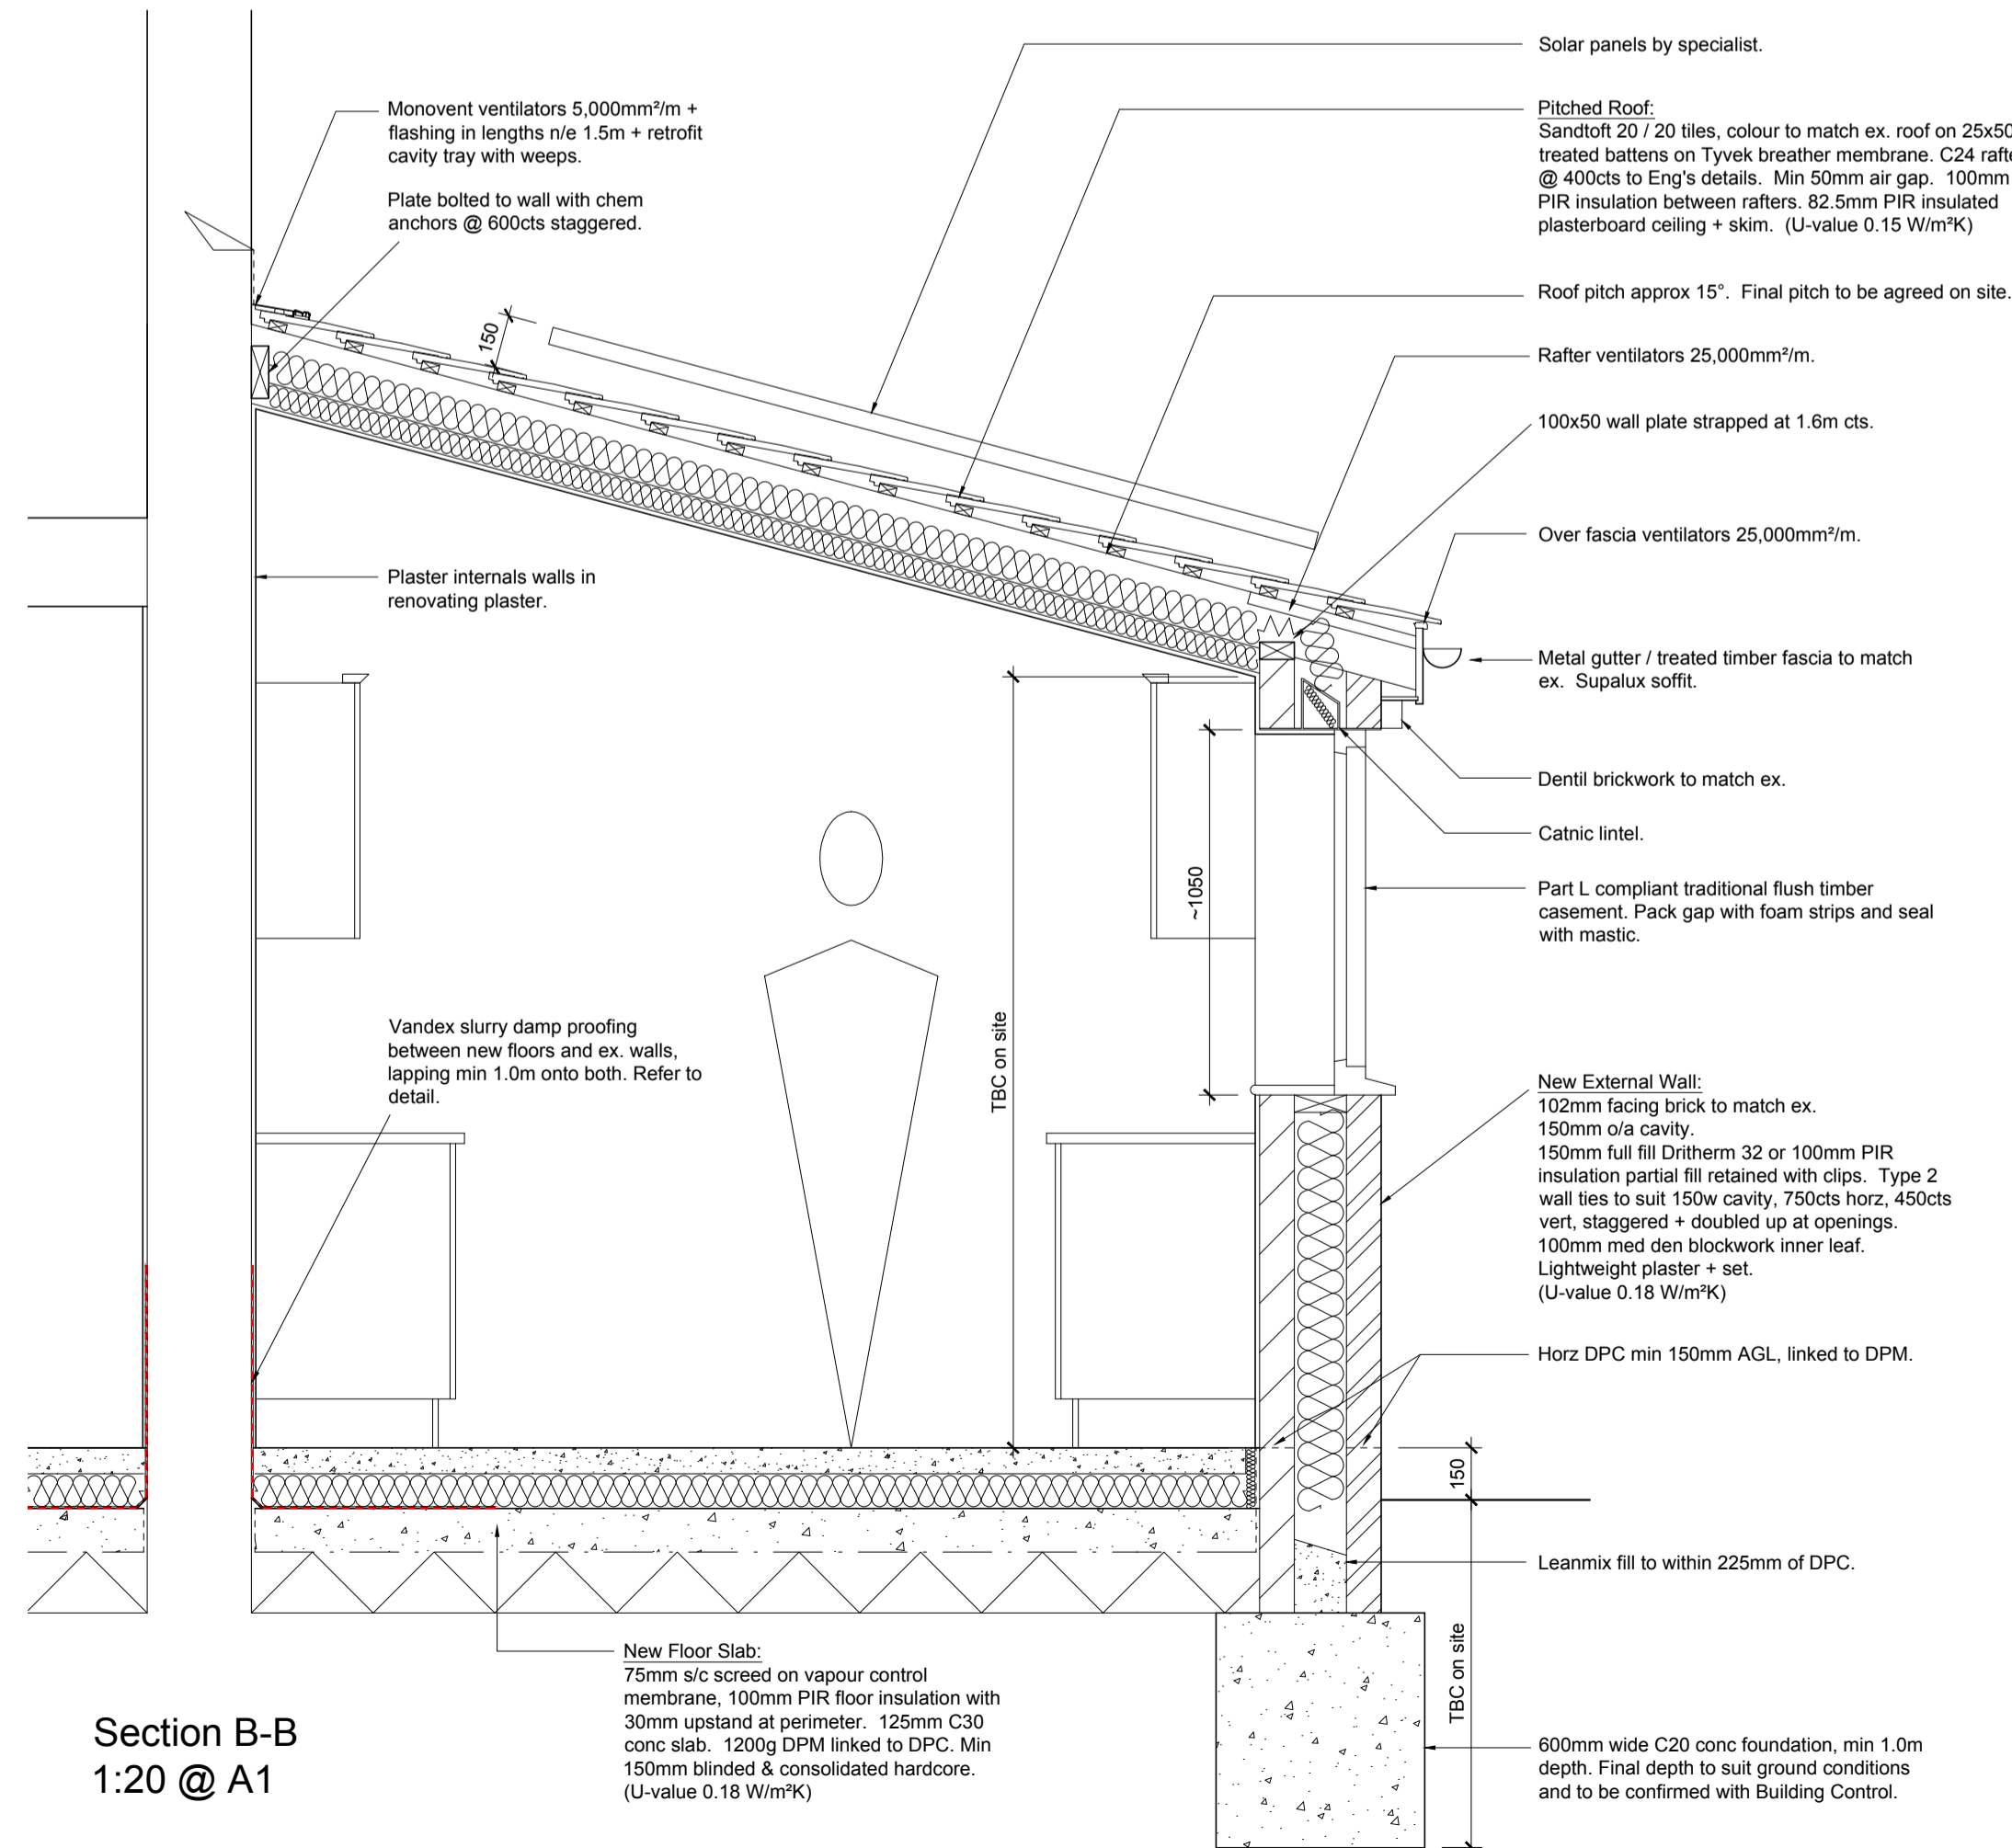 Solar panels by specialist.
Monovent ventilators 5,000mm²/m +
flashing in lengths n/e 1.5m + retrofit
cavity tray with weeps.
Plate bolted to wall with chem
anchors @ 600cts staggered.
Pitched Roof:
Sandtoft 20 / 20 tiles, colour to match ex. roof on 25x50
treated battens on Tyvek breather membrane. C24 rafte
@ 400cts to Eng's details. Min 50mm air gap. 100mm
PIR insulation between rafters. 82.5mm PIR insulated
plasterboard ceiling + skim. (U-value 0.15 W/m²K)
Roof pitch approx 15°. Final pitch to be agreed on site.
150
Rafter ventilators 25,000mm²/m.
100x50 wall plate strapped at 1.6m cts.
Over fascia ventilators 25,000mm²/m.
Plaster internals walls in
renovating plaster.
Metal gutter / treated timber fascia to match
ex. Supalux soffit.
Dentil brickwork to match ex.
Catnic lintel.
~1050
Part L compliant traditional flush timber
casement. Pack gap with foam strips and seal
with mastic.
TBC on site
Vandex slurry damp proofing
between new floors and ex. walls,
lapping min 1.0m onto both. Refer to
detail.
New External Wall:
102mm facing brick to match ex.
150mm o/a cavity.
150mm full fill Dritherm 32 or 100mm PIR
insulation partial fill retained with clips. Type 2
wall ties to suit 150w cavity, 750cts horz, 450cts
vert, staggered + doubled up at openings.
100mm med den blockwork inner leaf.
Lightweight plaster + set.
(U-value 0.18 W/m²K)
Horz DPC min 150mm AGL, linked to DPM.
150
Leanmix fill to within 225mm of DPC.
TBC on site
New Floor Slab:
75mm s/c screed on vapour control
membrane, 100mm PIR floor insulation with
30mm upstand at perimeter. 125mm C30
conc slab. 1200g DPM linked to DPC. Min
150mm blinded & consolidated hardcore.
(U-value 0.18 W/m²K)
600mm wide C20 conc foundation, min 1.0m
depth. Final depth to suit ground conditions
and to be confirmed with Building Control.
Section B-B
1:20 @ A1